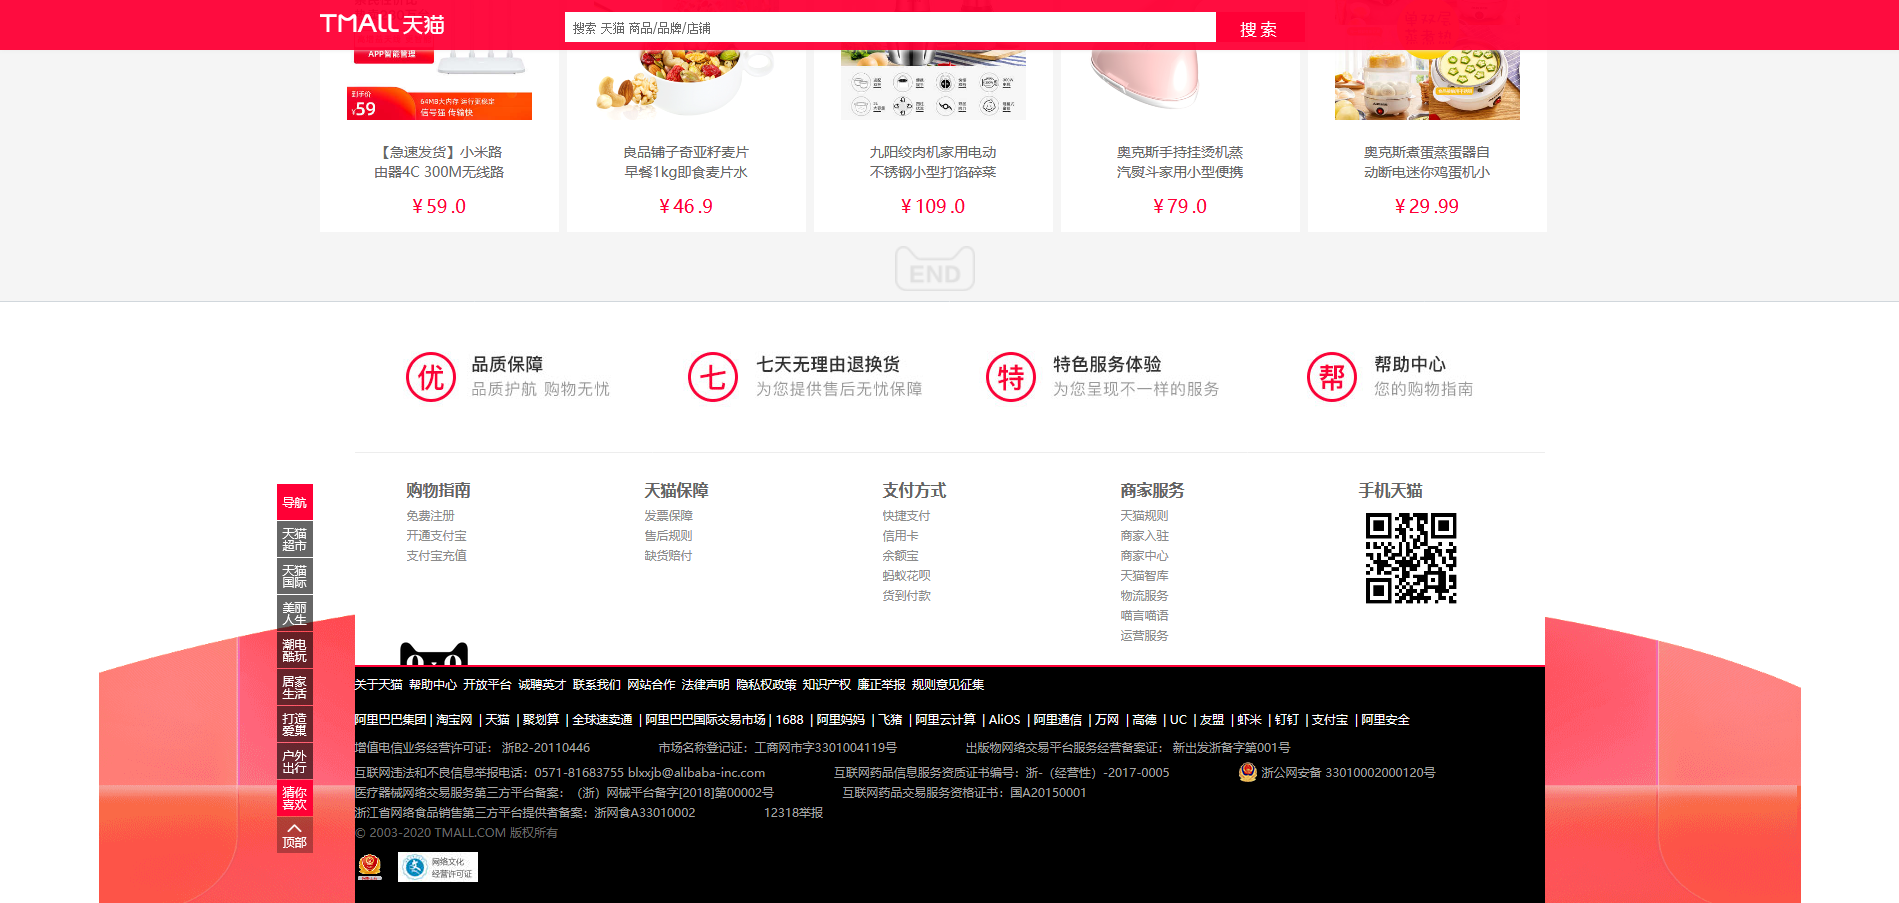 TMALL 天猫
搜索 天猫 商品/品牌/店铺
搜索
APP智能管理
到手价
¥59
64MB大内存 运行更稳定
信号强 传输快
【急速发货】小米路
由器4C 300M无线路
¥59.0
良品铺子奇亚籽麦片
早餐1kg即食麦片水
¥46.9
九阳绞肉机家用电动
不锈钢小型打馅碎菜
¥109.0
奥克斯手持挂烫机蒸
汽熨斗家用小型便携
¥79.0
奥克斯煮蛋蒸蛋器自
动断电迷你鸡蛋机小
¥29.99
END
优
品质保障
品质护航 购物无忧
七
七天无理由退换货
为您提供售后无忧保障
特
特色服务体验
为您呈现不一样的服务
帮
帮助中心
您的购物指南
购物指南
免费注册
开通支付宝
支付宝充值
天猫保障
发票保障
售后规则
缺货赔付
支付方式
快捷支付
信用卡
余额宝
蚂蚁花呗
货到付款
商家服务
天猫规则
商家入驻
商家中心
天猫智库
物流服务
喵言喵语
运营服务
手机天猫
导航
天猫
超市
天猫
国际
美丽
人生
潮电
酷玩
居家
生活
打造
爱巢
户外
出行
猜你
喜欢
顶部
关于天猫 帮助中心 开放平台 诚聘英才 联系我们 网站合作 法律声明 隐私权政策 知识产权 廉正举报 规则意见征集
阿里巴巴集团 | 淘宝网 | 天猫 | 聚划算 | 全球速卖通 | 阿里巴巴国际交易市场 | 1688 | 阿里妈妈 | 飞猪 | 阿里云计算 | AliOS | 阿里通信 | 万网 | 高德 | UC | 友盟 | 虾米 | 钉钉 | 支付宝 | 阿里安全
增值电信业务经营许可证： 浙B2-20110446 市场名称登记证：工商网市字3301004119号 出版物网络交易平台服务经营备案证： 新出发浙备字第001号
互联网违法和不良信息举报电话：0571-81683755 blxxjb@alibaba-inc.com 互联网药品信息服务资质证书编号：浙-（经营性）-2017-0005 浙公网安备 33010002000120号
医疗器械网络交易服务第三方平台备案：（浙）网械平台备字[2018]第00002号 互联网药品交易服务资格证书：国A20150001
浙江省网络食品销售第三方平台提供者备案：浙网食A33010002 12318举报
© 2003-2020 TMALL.COM 版权所有
网络文化
经营许可证